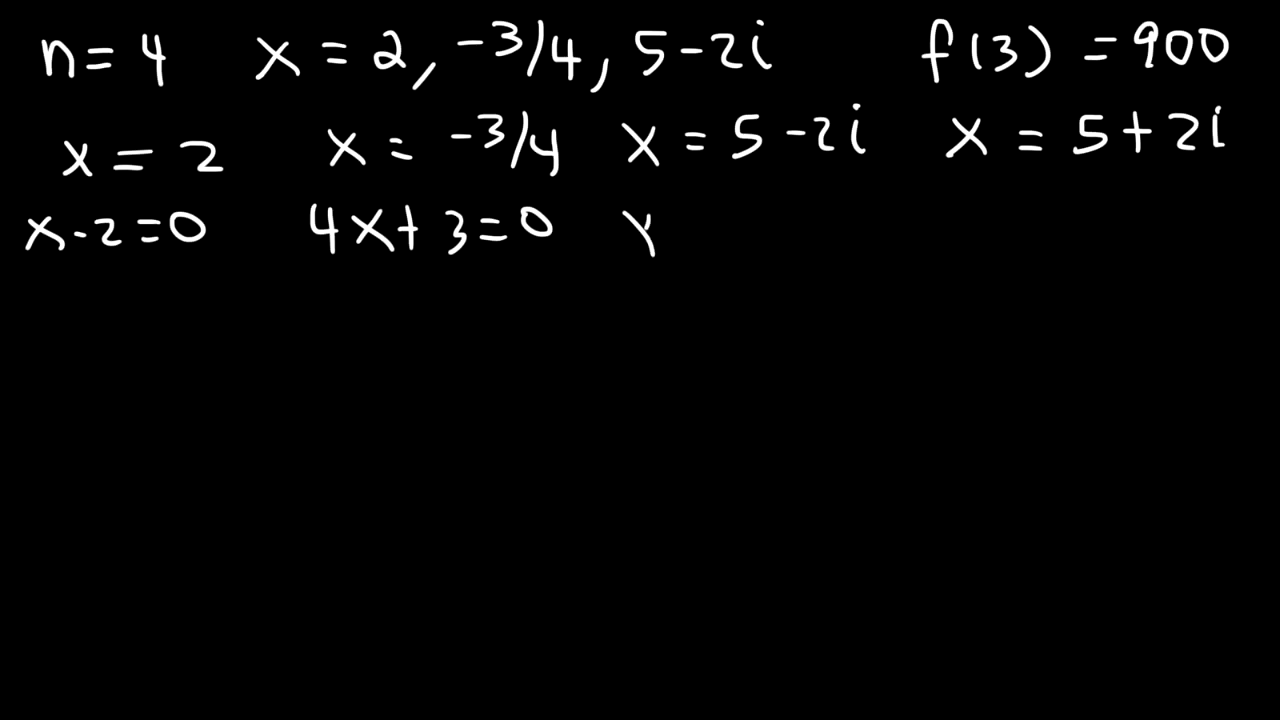 n = 4 x = 2, -3/4, 5-2i f(3) = 900
x = 2 x = -3/4 x = 5-2i x = 5+2i
x-2=0 4x+3=0